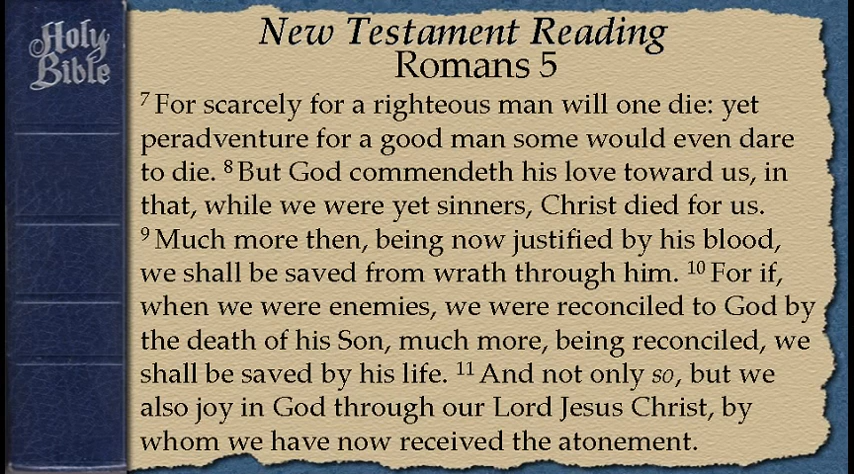 Holy
Bible
New Testament Reading
Romans 5
7 For scarcely for a righteous man will one die: yet
peradventure for a good man some would even dare
to die. 8 But God commendeth his love toward us, in
that, while we were yet sinners, Christ died for us.
9 Much more then, being now justified by his blood,
we shall be saved from wrath through him. 10 For if,
when we were enemies, we were reconciled to God by
the death of his Son, much more, being reconciled, we
shall be saved by his life. 11 And not only so, but we
also joy in God through our Lord Jesus Christ, by
whom we have now received the atonement.